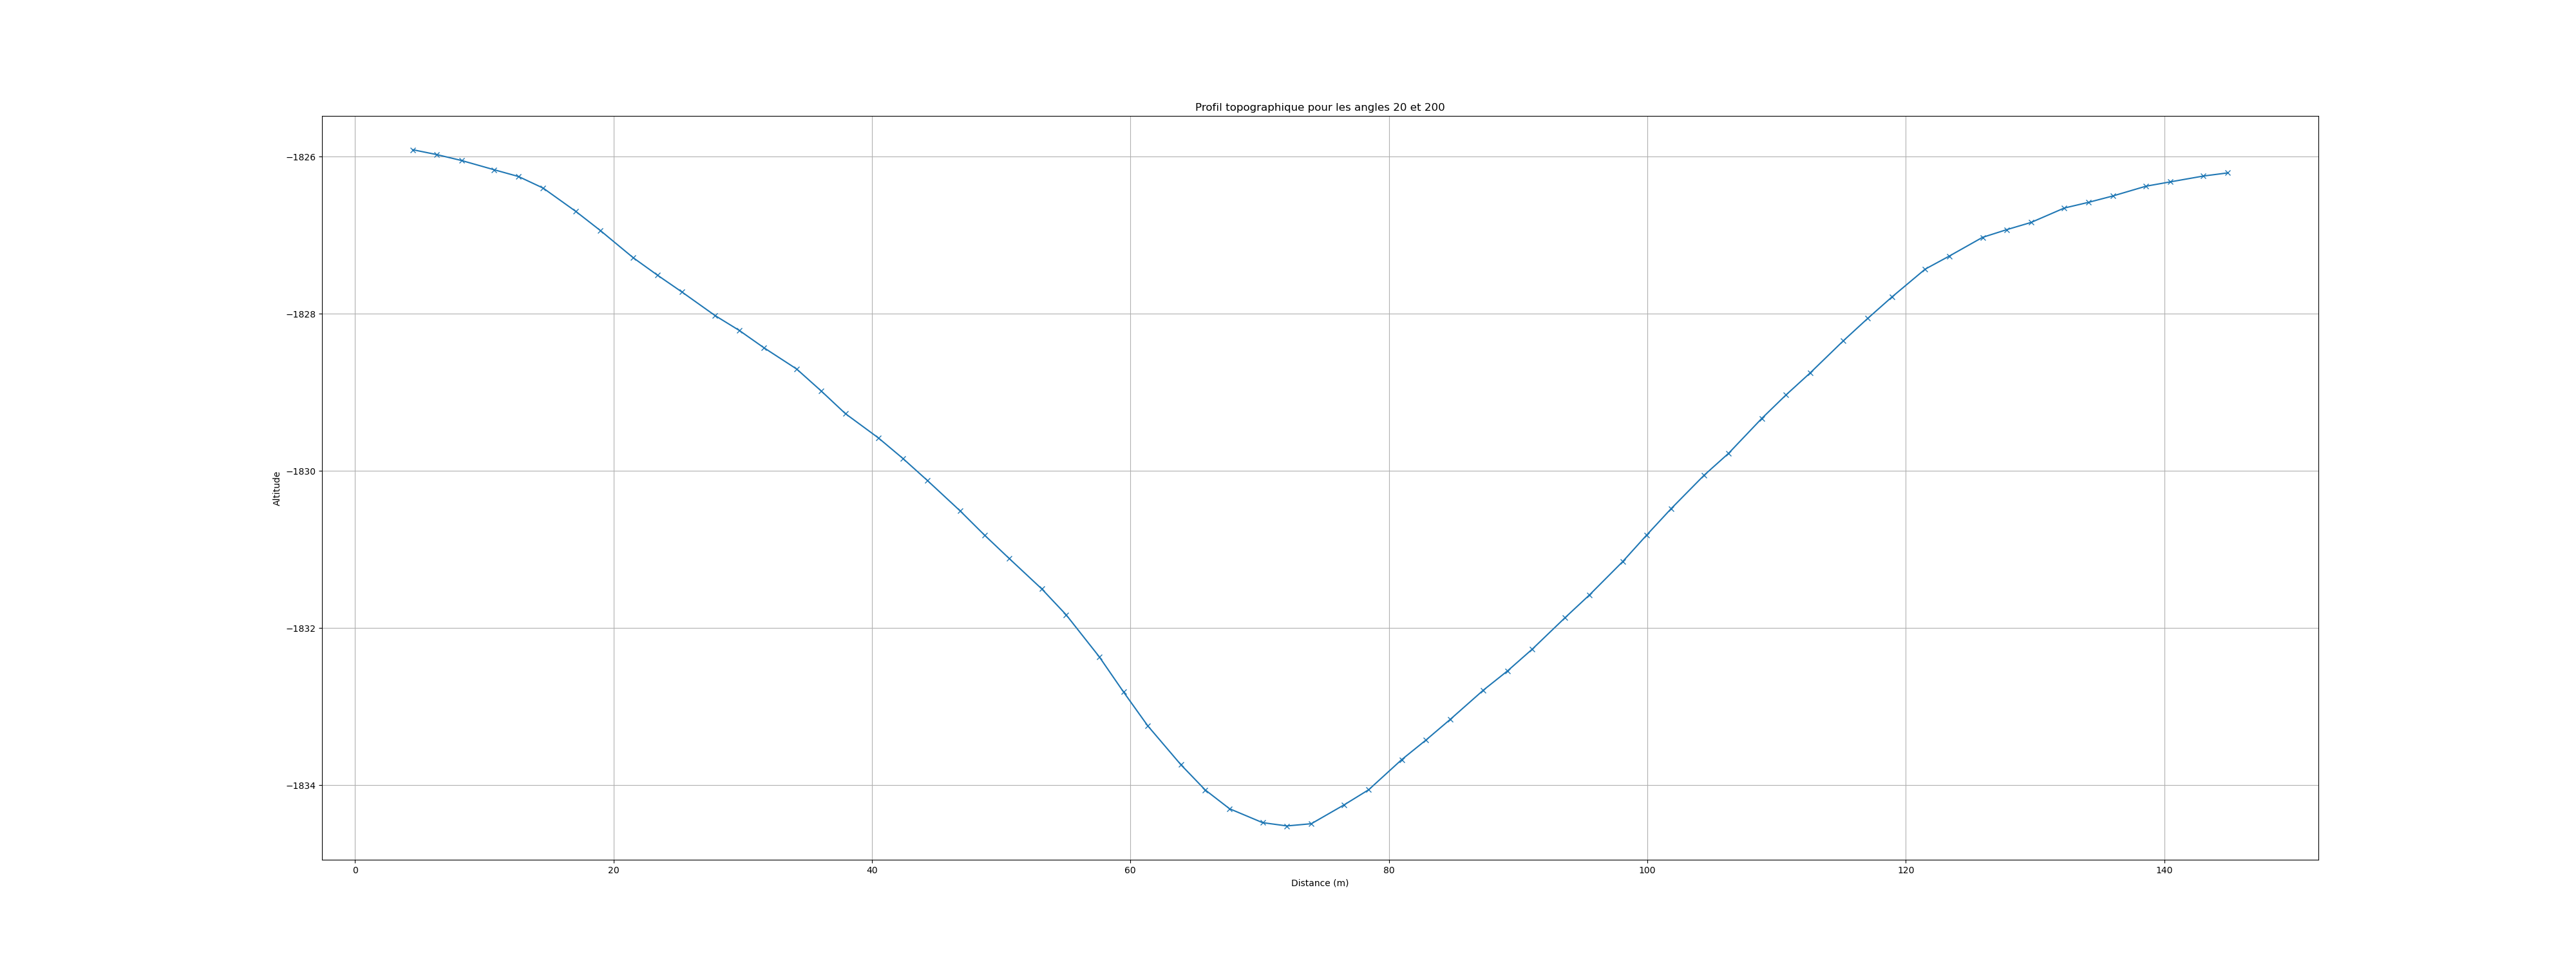 Profil topographique pour les angles 20 et 200
−1826
−1828
−1830
−1832
−1834
Altitude
0 20 40 60 80 100 120 140
Distance (m)